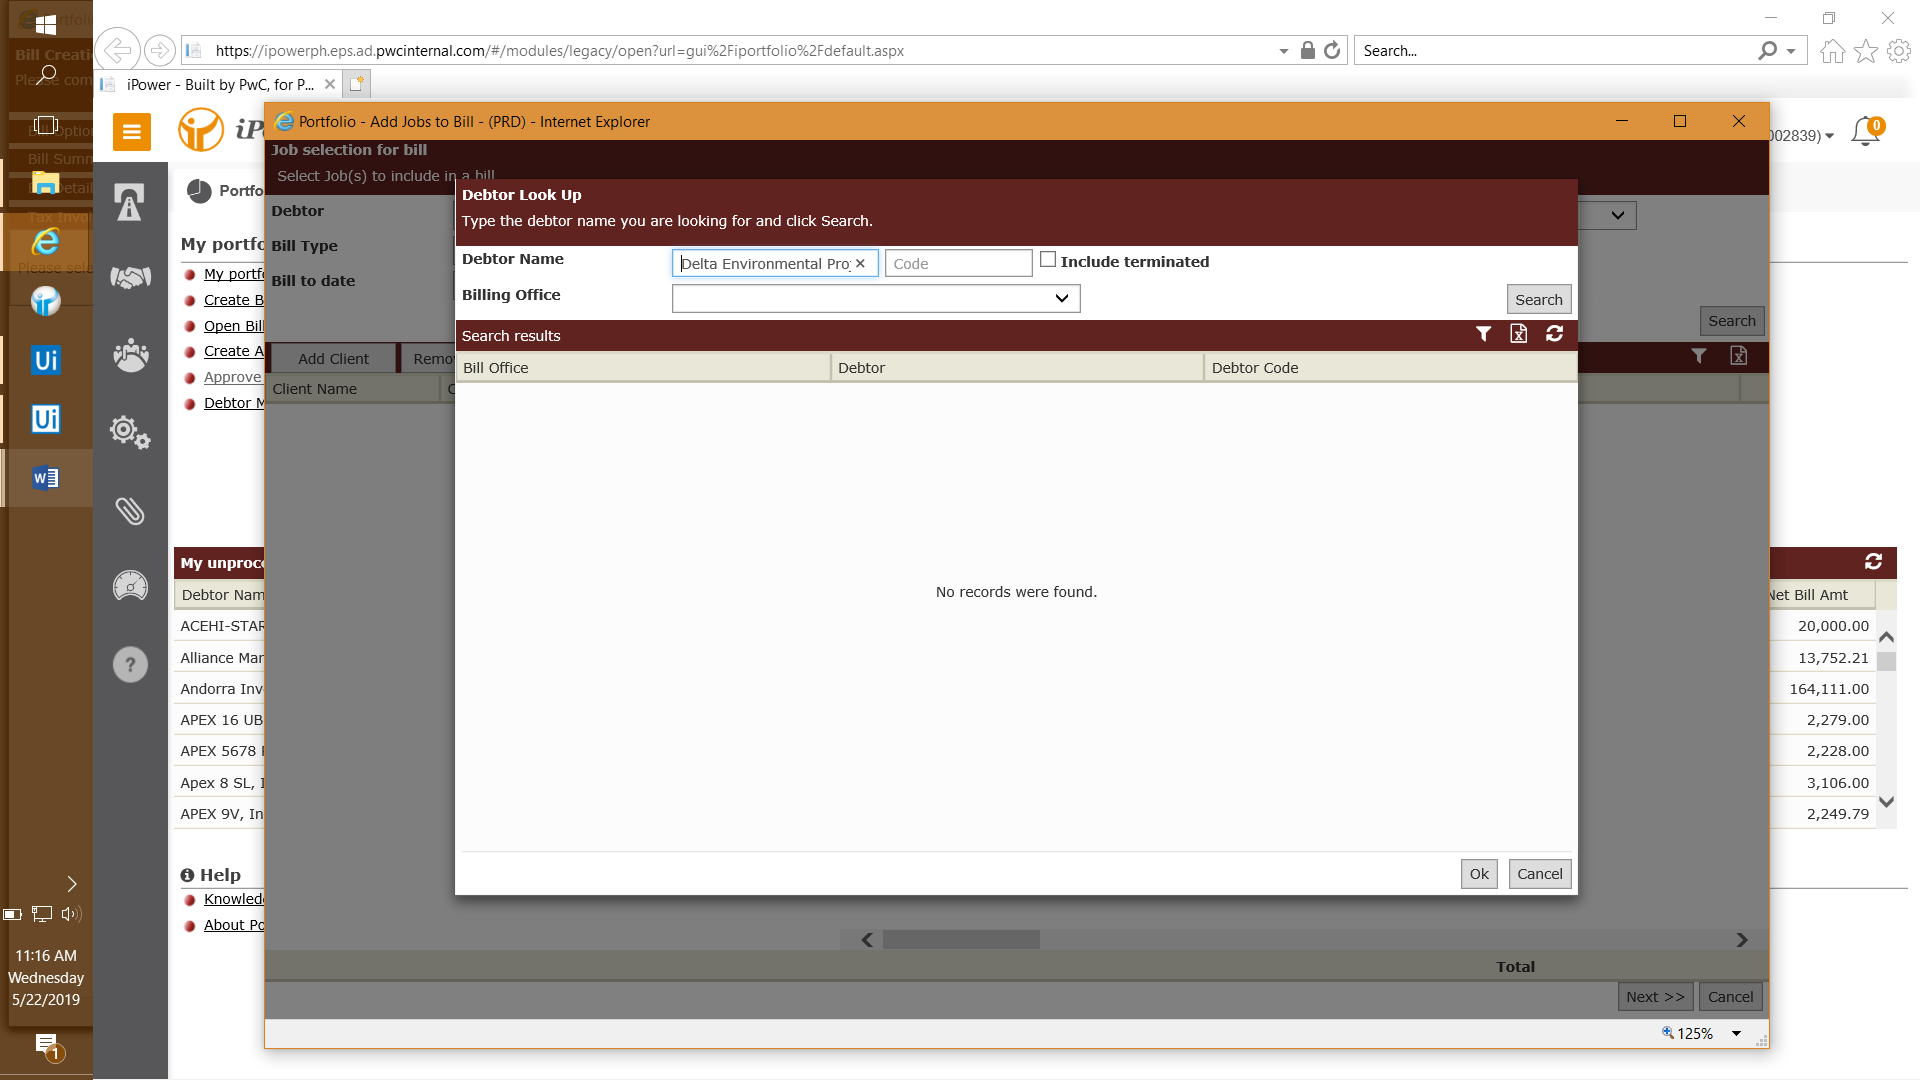 https://ipowerph.eps.ad.pwcinternal.com/#/modules/legacy/open?url=gui%2Fiportfolio%2Fdefault.aspx
Search...
iPower - Built by PwC, for P...
Portfolio - Add Jobs to Bill - (PRD) - Internet Explorer
002839)
0
Job selection for bill
Select Job(s) to include in a bill
Debtor
Bill Type
Bill to date
Search
Add Client
Client Name
Debtor Look Up
Type the debtor name you are looking for and click Search.
Debtor Name
Delta Environmental Pro
Code
Include terminated
Billing Office
Search
Search results
Bill Office
Debtor
Debtor Code
No records were found.
Ok
Cancel
Total
Next >>
Cancel
125%
My portfo
My portf
Create B
Open Bil
Create A
Approve
Debtor M
My unproc
Debtor Nam
Net Bill Amt
ACEHI-STAR
20,000.00
Alliance Mar
13,752.21
Andorra Inv
164,111.00
APEX 16 UB
2,279.00
APEX 5678
2,228.00
Apex 8 SL, I
3,106.00
APEX 9V, In
2,249.79
Help
Knowled
About Po
Ui
Ui
11:16 AM
Wednesday
5/22/2019
1